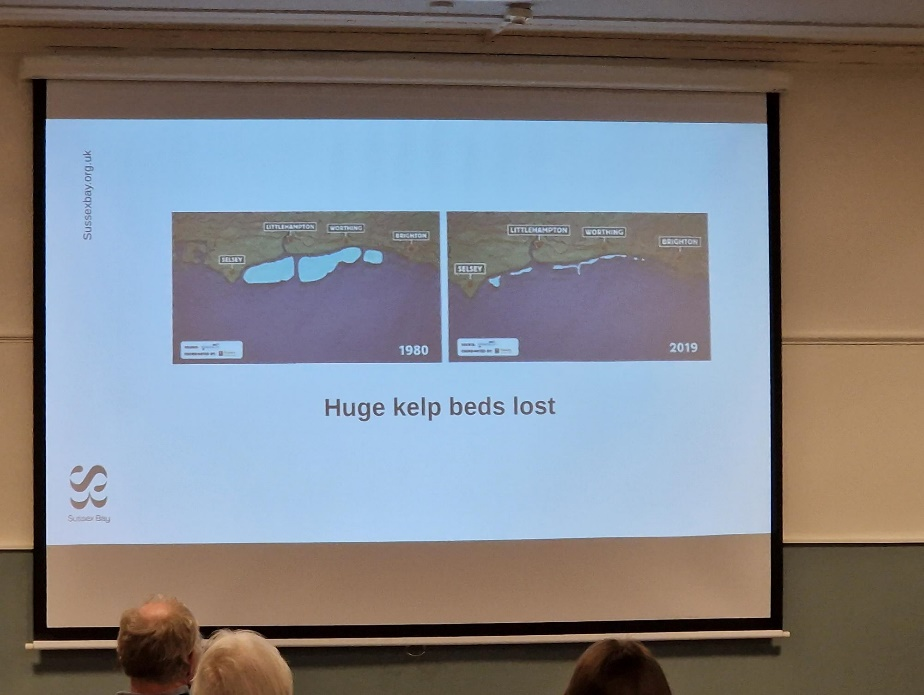 Sussexbay.org.uk
LITTLEHAMPTON
WORTHING
BRIGHTON
SELSEY
1980
LITTLEHAMPTON
WORTHING
BRIGHTON
SELSEY
2019
Huge kelp beds lost
Sussex Bay